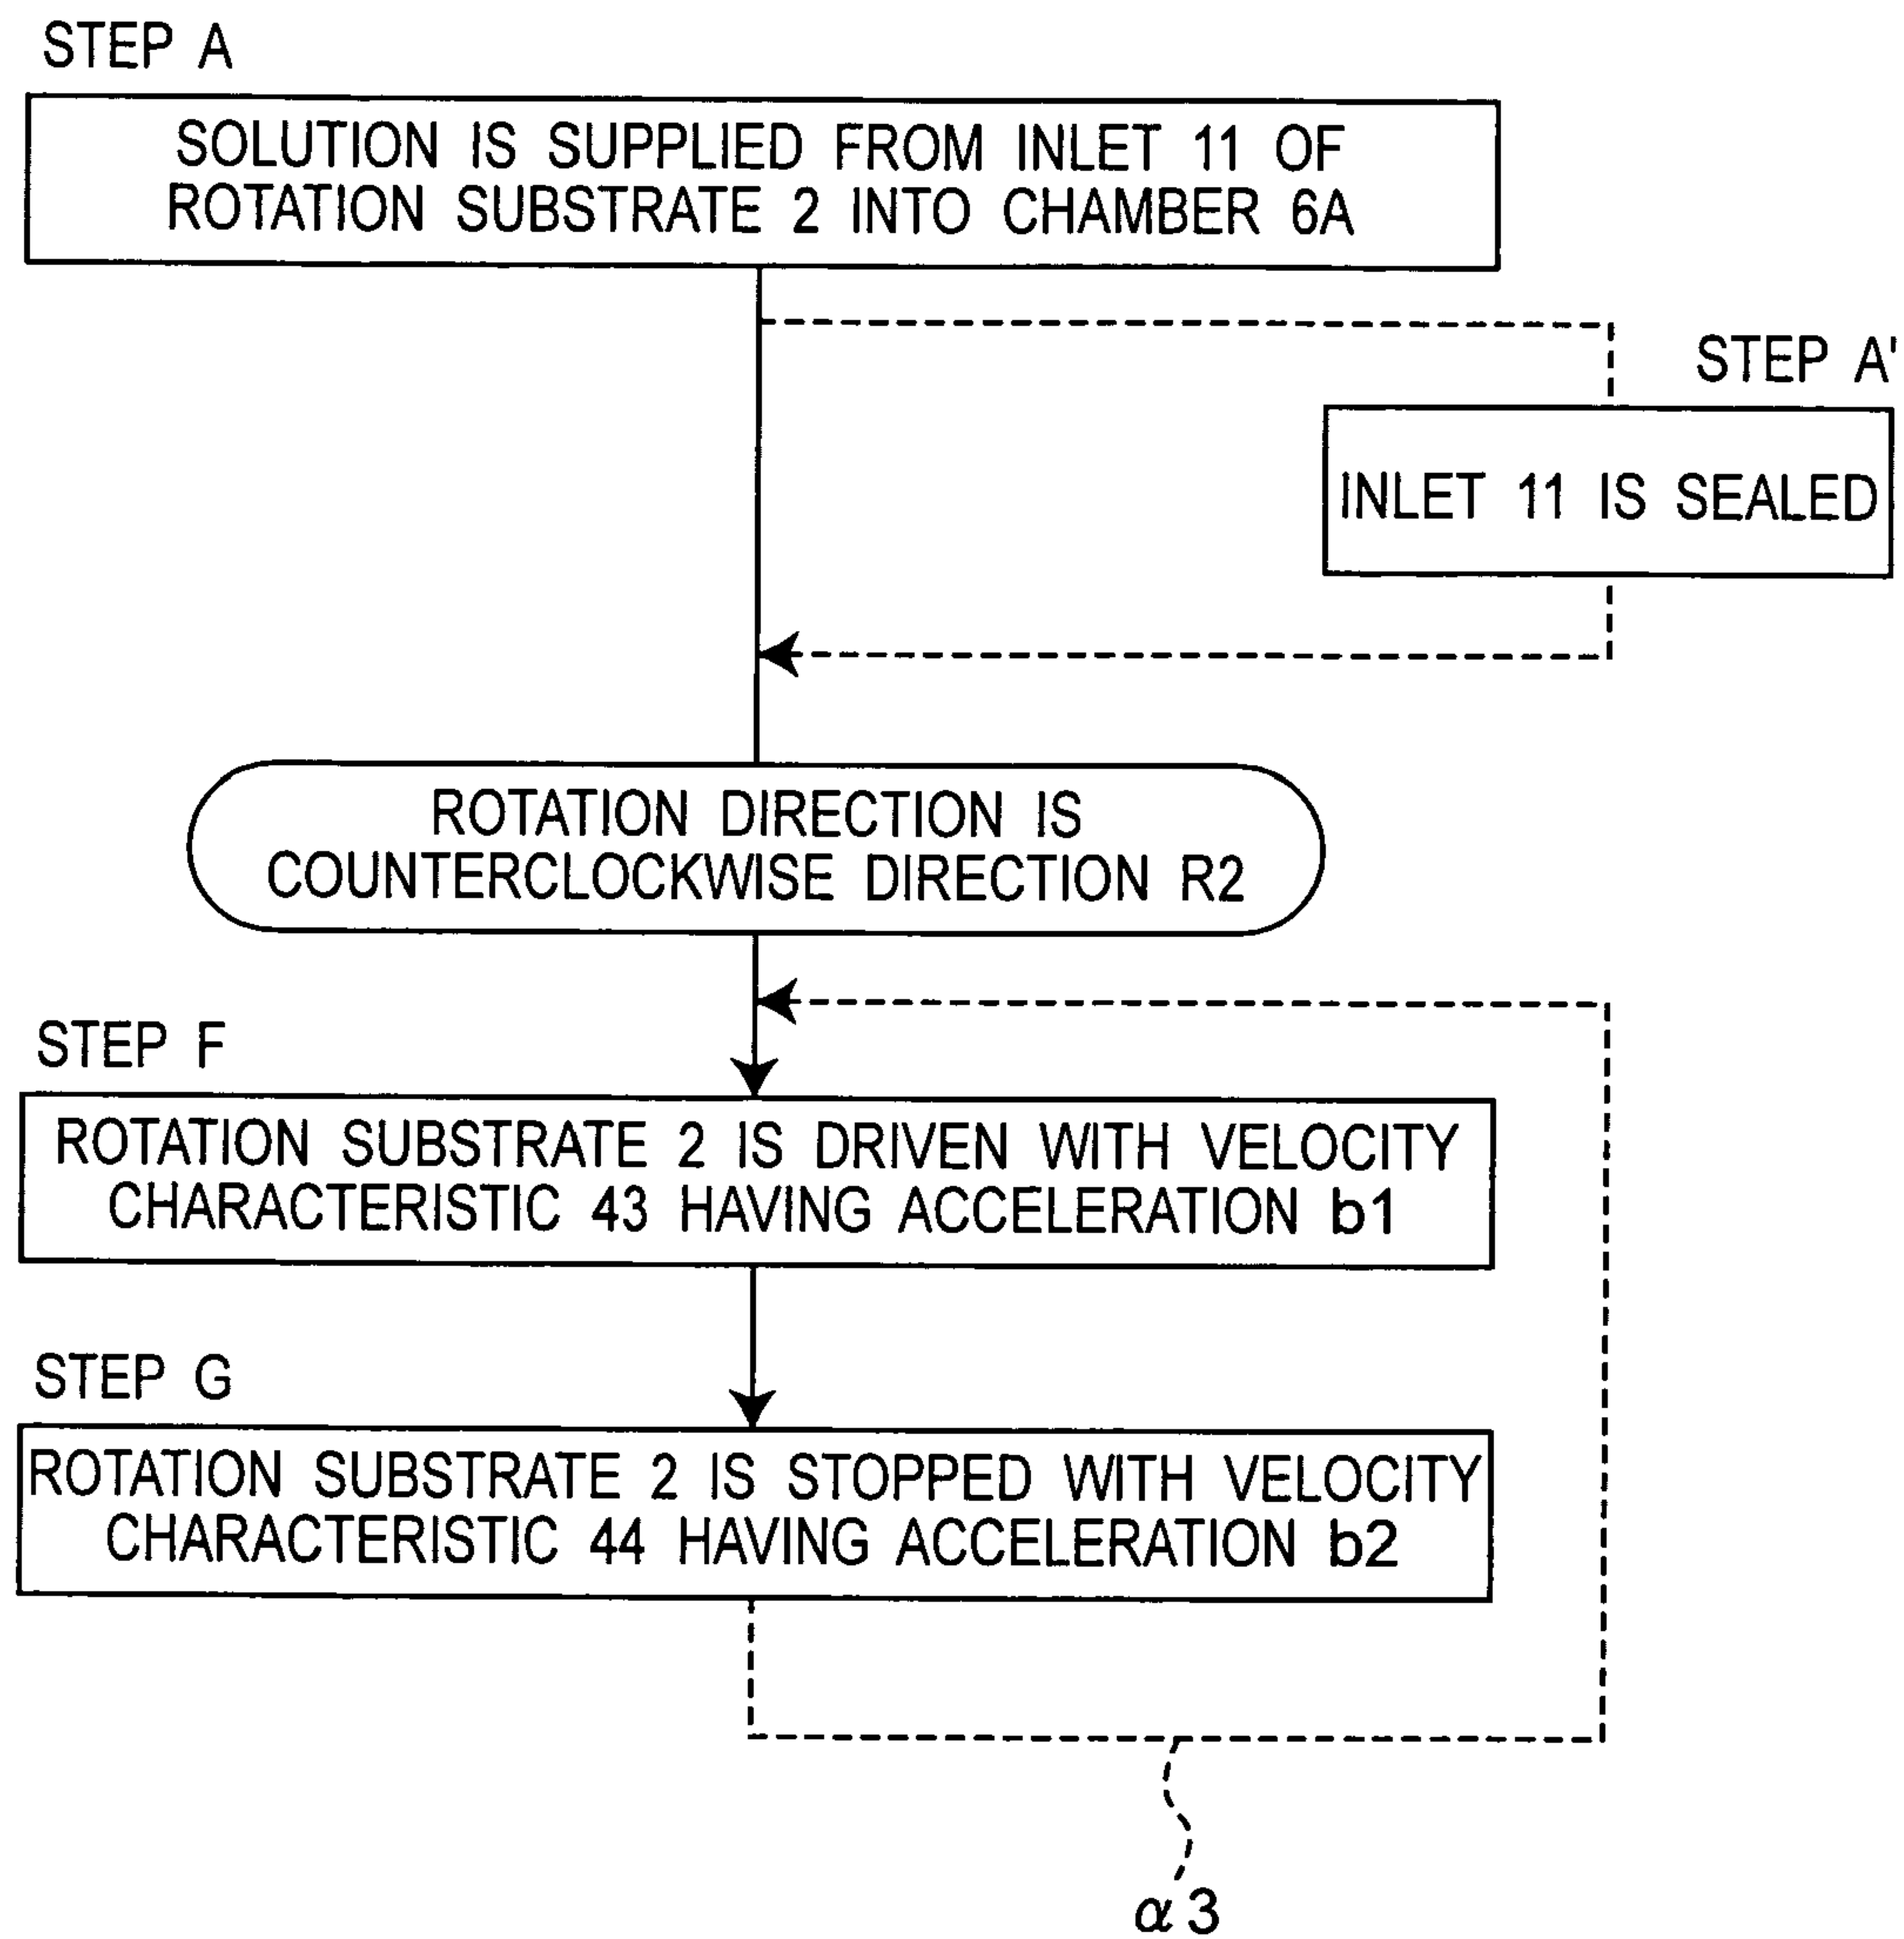 STEP A
SOLUTION IS SUPPLIED FROM INLET 11 OF
ROTATION SUBSTRATE 2 INTO CHAMBER 6A
STEP A'
INLET 11 IS SEALED
ROTATION DIRECTION IS
COUNTERCLOCKWISE DIRECTION R2
STEP F
ROTATION SUBSTRATE 2 IS DRIVEN WITH VELOCITY
CHARACTERISTIC 43 HAVING ACCELERATION b1
STEP G
ROTATION SUBSTRATE 2 IS STOPPED WITH VELOCITY
CHARACTERISTIC 44 HAVING ACCELERATION b2
α3